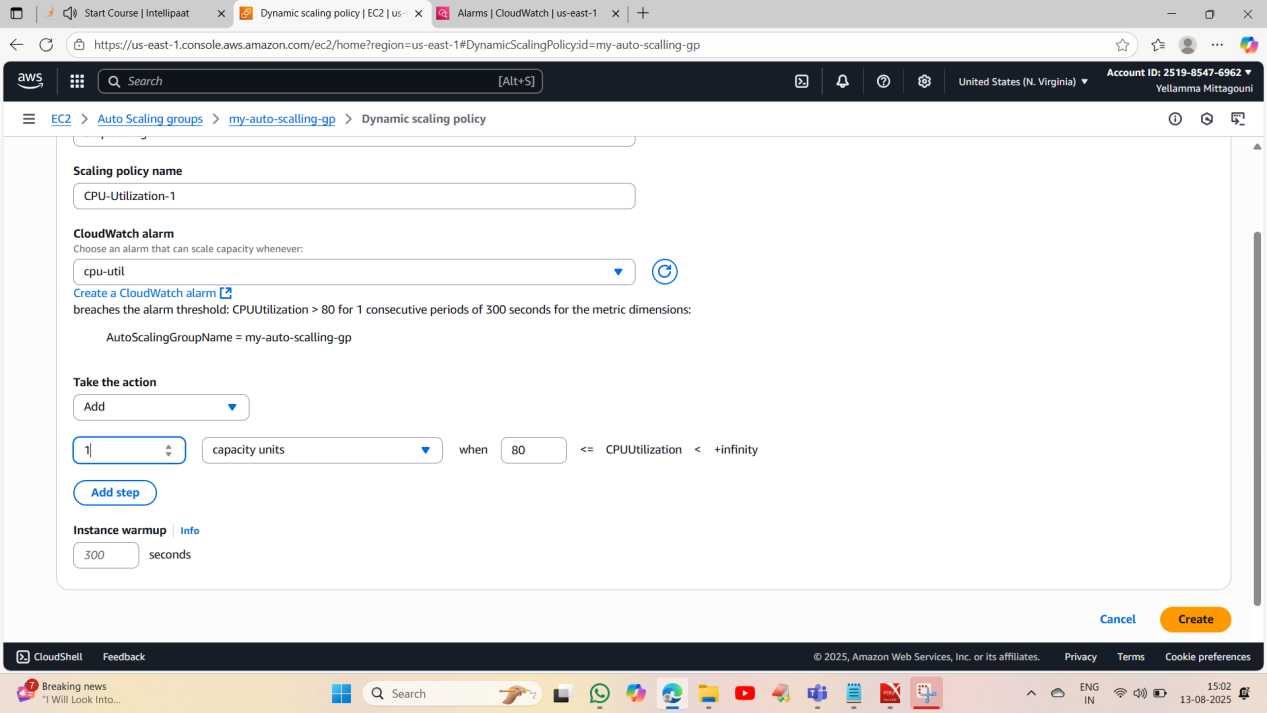 Start Course | Intellipaat
Dynamic scaling policy | EC2 | us-
Alarms | CloudWatch | us-east-1
https://us-east-1.console.aws.amazon.com/ec2/home?region=us-east-1#DynamicScalingPolicy:id=my-auto-scalling-gp
aws
Search [Alt+S]
United States (N. Virginia)
Account ID: 2519-8547-6962
Yellamma Mittagouni
EC2 > Auto Scaling groups > my-auto-scalling-gp > Dynamic scaling policy
Scaling policy name
CPU-Utilization-1
CloudWatch alarm
Choose an alarm that can scale capacity whenever:
cpu-util
Create a CloudWatch alarm
breaches the alarm threshold: CPUUtilization > 80 for 1 consecutive periods of 300 seconds for the metric dimensions:
AutoScalingGroupName = my-auto-scalling-gp
Take the action
Add
1 capacity units when 80 <= CPUUtilization < +infinity
Add step
Instance warmup Info
300 seconds
Cancel Create
CloudShell Feedback © 2025, Amazon Web Services, Inc. or its affiliates. Privacy Terms Cookie preferences
7 Breaking news
"I Will Look Into...
Search
ENG
IN
15:02
13-08-2025